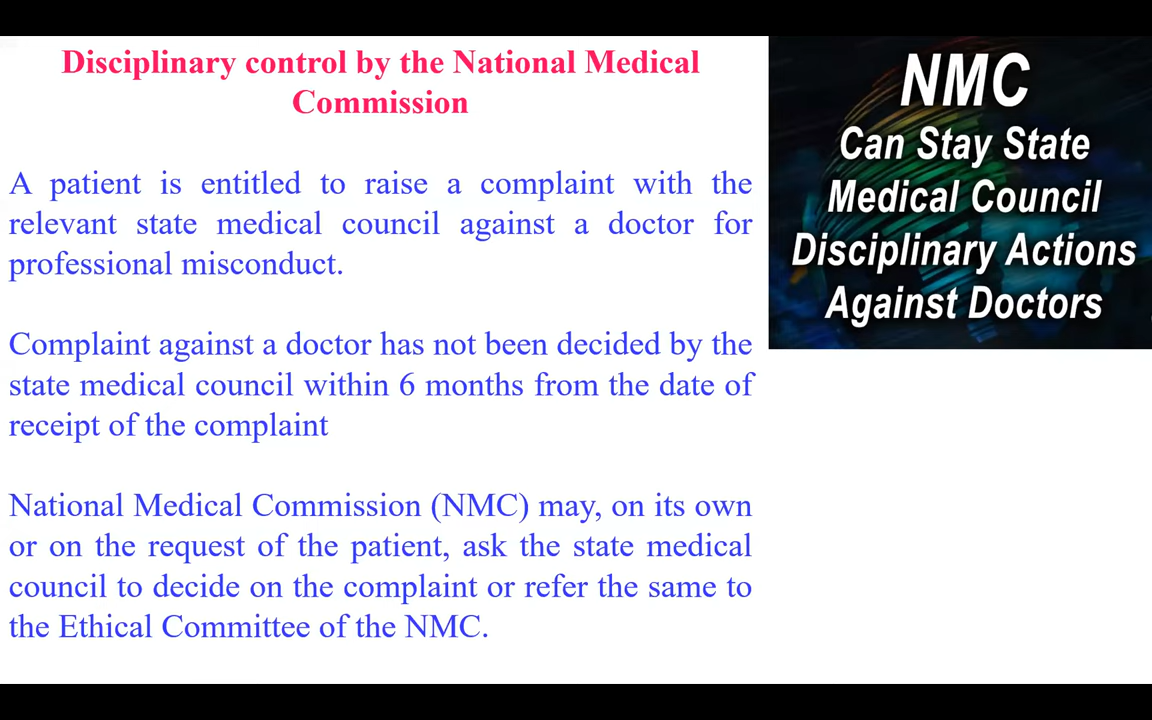 Disciplinary control by the National Medical
Commission
A patient is entitled to raise a complaint with the
relevant state medical council against a doctor for
professional misconduct.
Complaint against a doctor has not been decided by the
state medical council within 6 months from the date of
receipt of the complaint
National Medical Commission (NMC) may, on its own
or on the request of the patient, ask the state medical
council to decide on the complaint or refer the same to
the Ethical Committee of the NMC.
NMC
Can Stay State
Medical Council
Disciplinary Actions
Against Doctors